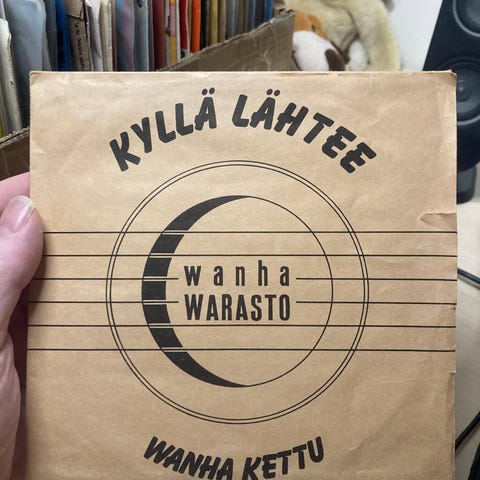 KYLLÄ LÄHTEE
wanha
WARASTO
WANHA KETTU